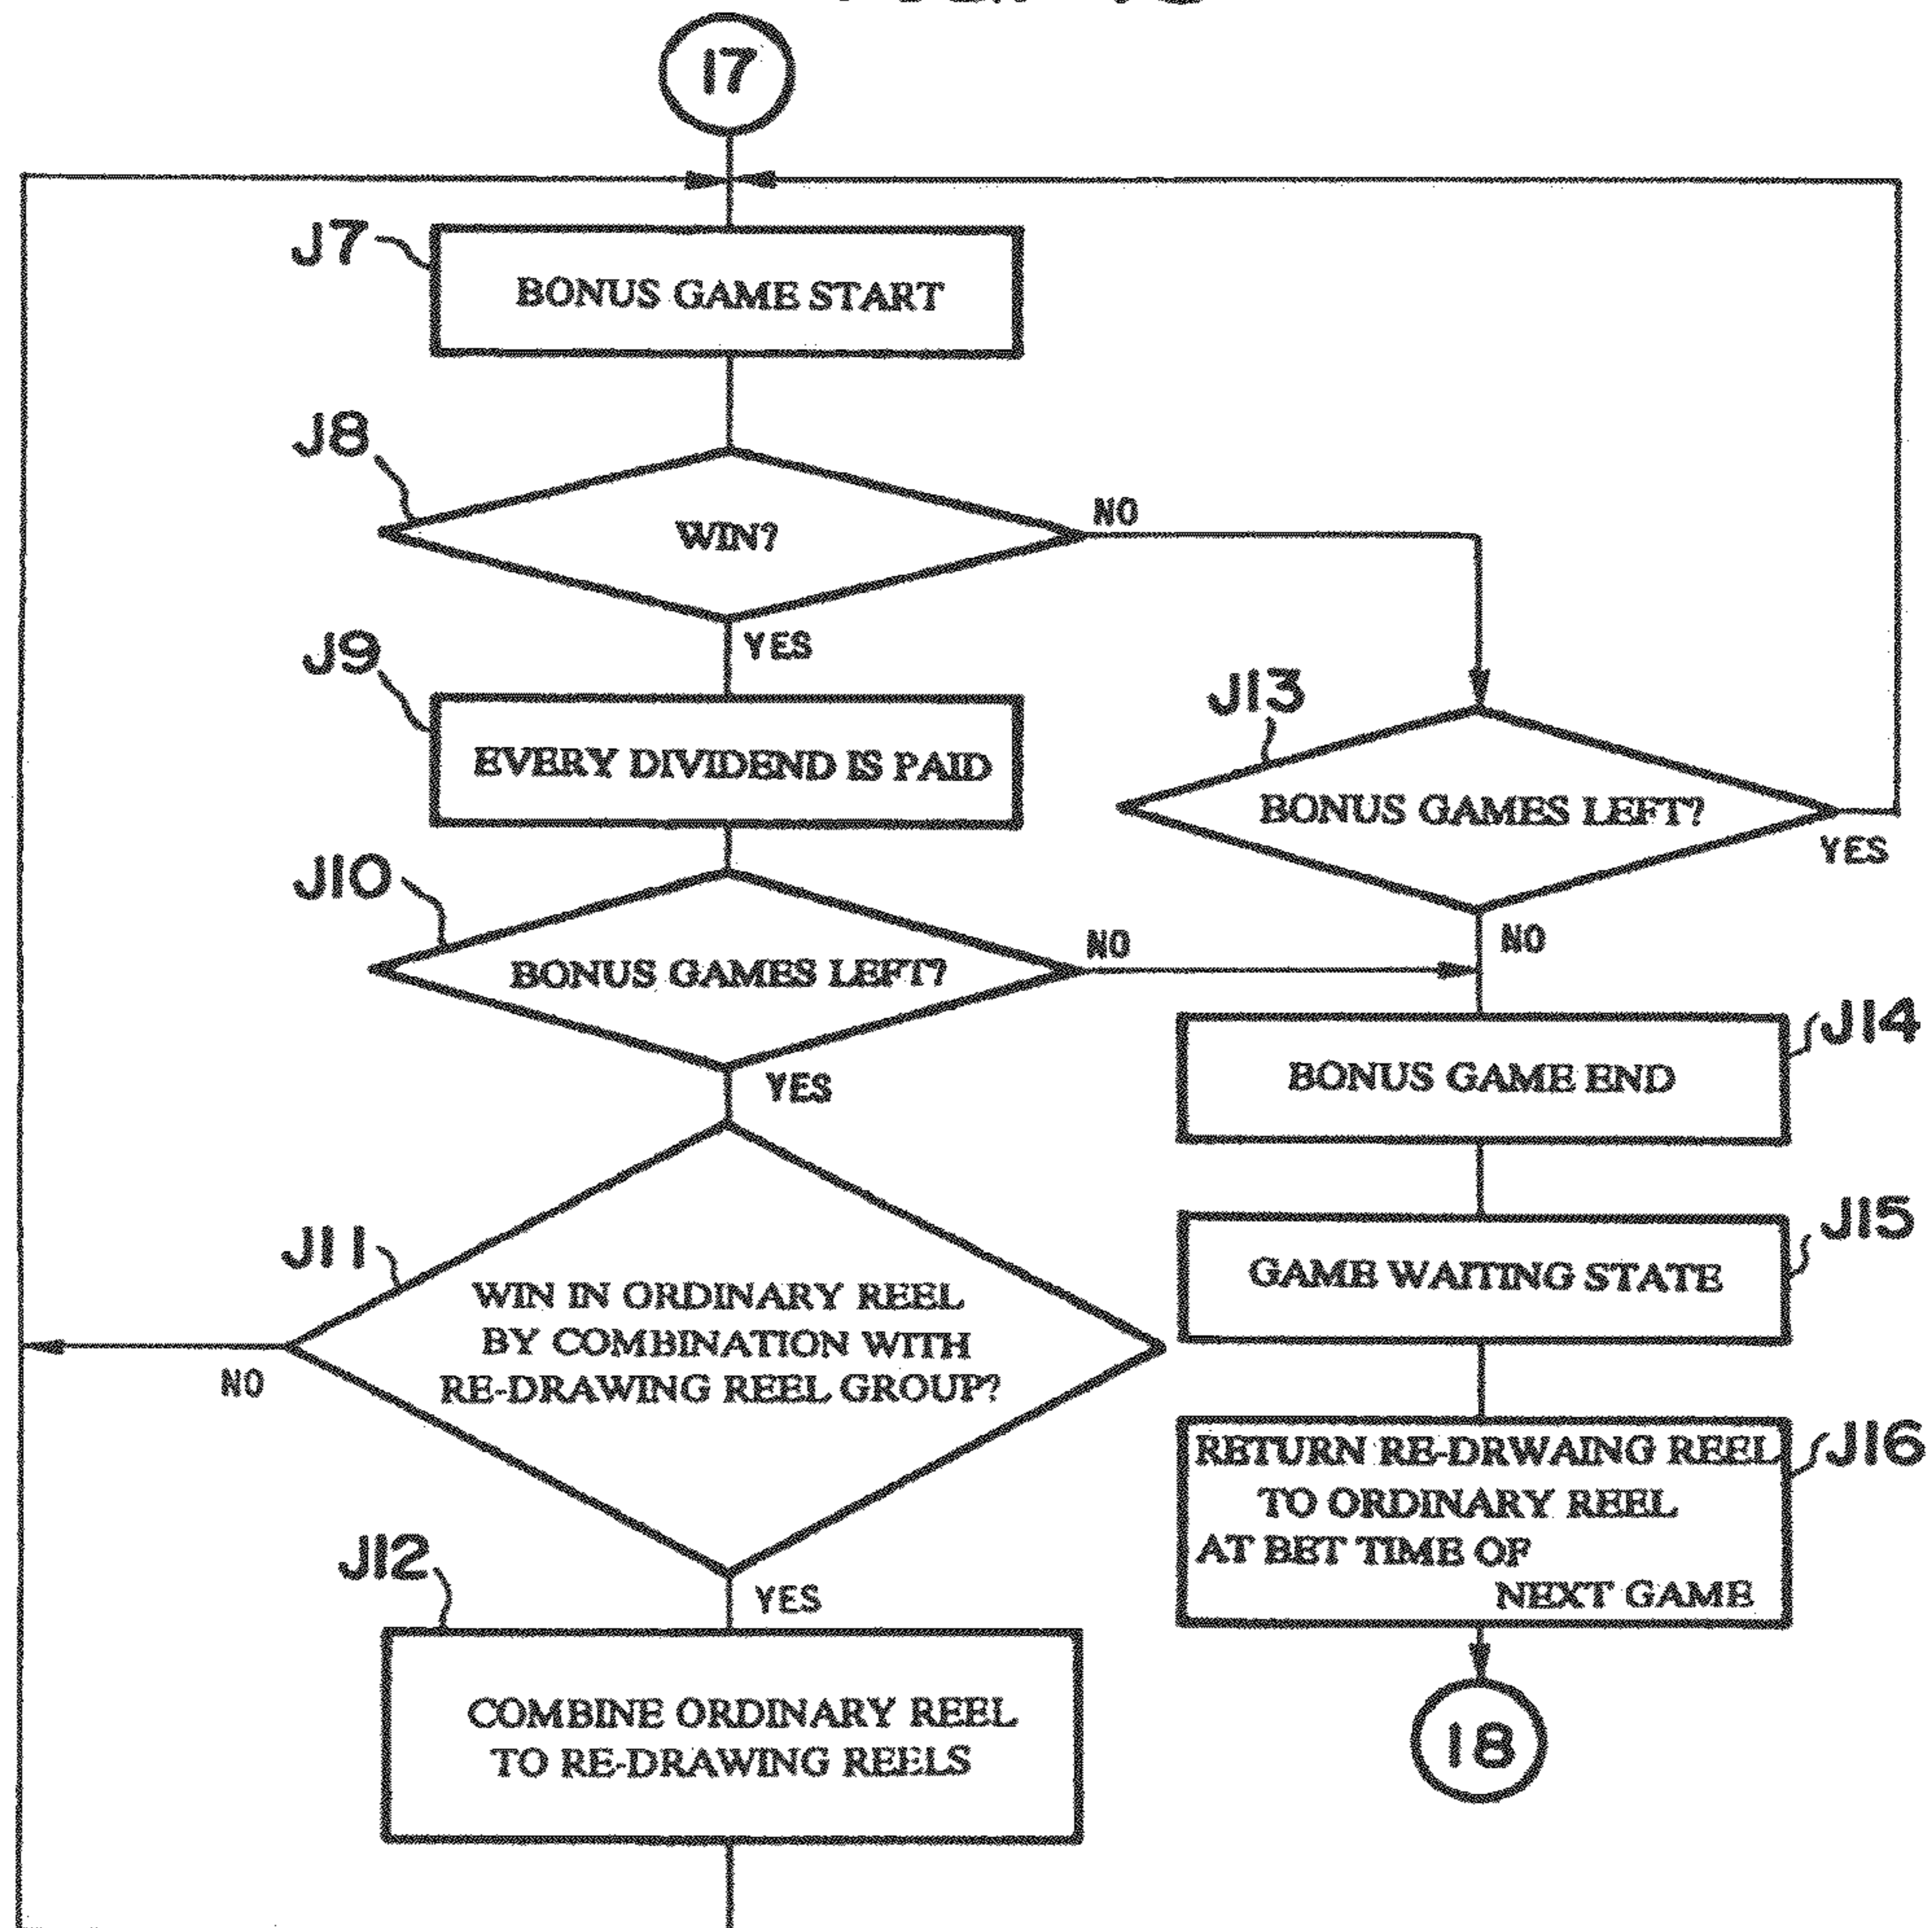 17
J7
BONUS GAME START
J8
WIN?
NO
YES
J9
EVERY DIVIDEND IS PAID
J13
BONUS GAMES LEFT?
YES
NO
J10
BONUS GAMES LEFT?
NO
YES
J14
BONUS GAME END
J11
WIN IN ORDINARY REEL
BY COMBINATION WITH
RE-DRAWING REEL GROUP?
NO
YES
J15
GAME WAITING STATE
J16
RETURN RE-DRWAING REEL
TO ORDINARY REEL
AT BET TIME OF
NEXT GAME
J12
COMBINE ORDINARY REEL
TO RE-DRAWING REELS
18